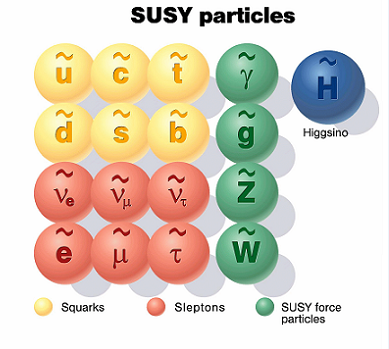 SUSY particles
ũ c̃ t̃ γ̃ H̃
Higgsino
d̃ s̃ b̃ g̃
ν̃e ν̃μ ν̃τ Z̃
ẽ μ̃ τ̃ W̃
Squarks Sleptons SUSY force
particles